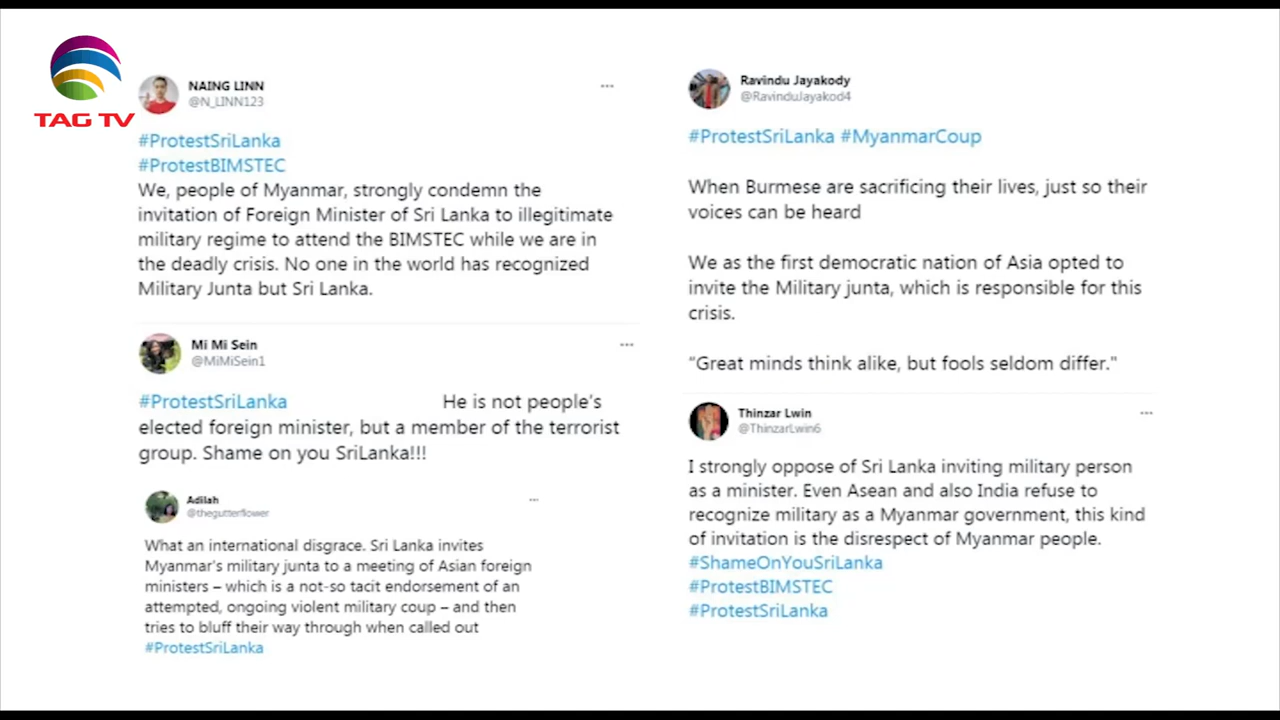 TAG TV
NAING LINN
@N_LINN123
#ProtestSriLanka
#ProtestBIMSTEC
We, people of Myanmar, strongly condemn the
invitation of Foreign Minister of Sri Lanka to illegitimate
military regime to attend the BIMSTEC while we are in
the deadly crisis. No one in the world has recognized
Military Junta but Sri Lanka.
Mi Mi Sein
@MiMiSein1
#ProtestSriLanka He is not people's
elected foreign minister, but a member of the terrorist
group. Shame on you SriLanka!!!
Adilah
@thegutterflower
What an international disgrace. Sri Lanka invites
Myanmar's military junta to a meeting of Asian foreign
ministers – which is a not-so tacit endorsement of an
attempted, ongoing violent military coup – and then
tries to bluff their way through when called out
#ProtestSriLanka
Ravindu Jayakody
@RavinduJayakod4
#ProtestSriLanka #MyanmarCoup
When Burmese are sacrificing their lives, just so their
voices can be heard
We as the first democratic nation of Asia opted to
invite the Military junta, which is responsible for this
crisis.
"Great minds think alike, but fools seldom differ."
Thinzar Lwin
@ThinzarLwin6
I strongly oppose of Sri Lanka inviting military person
as a minister. Even Asean and also India refuse to
recognize military as a Myanmar government, this kind
of invitation is the disrespect of Myanmar people.
#ShameOnYouSriLanka
#ProtestBIMSTEC
#ProtestSriLanka